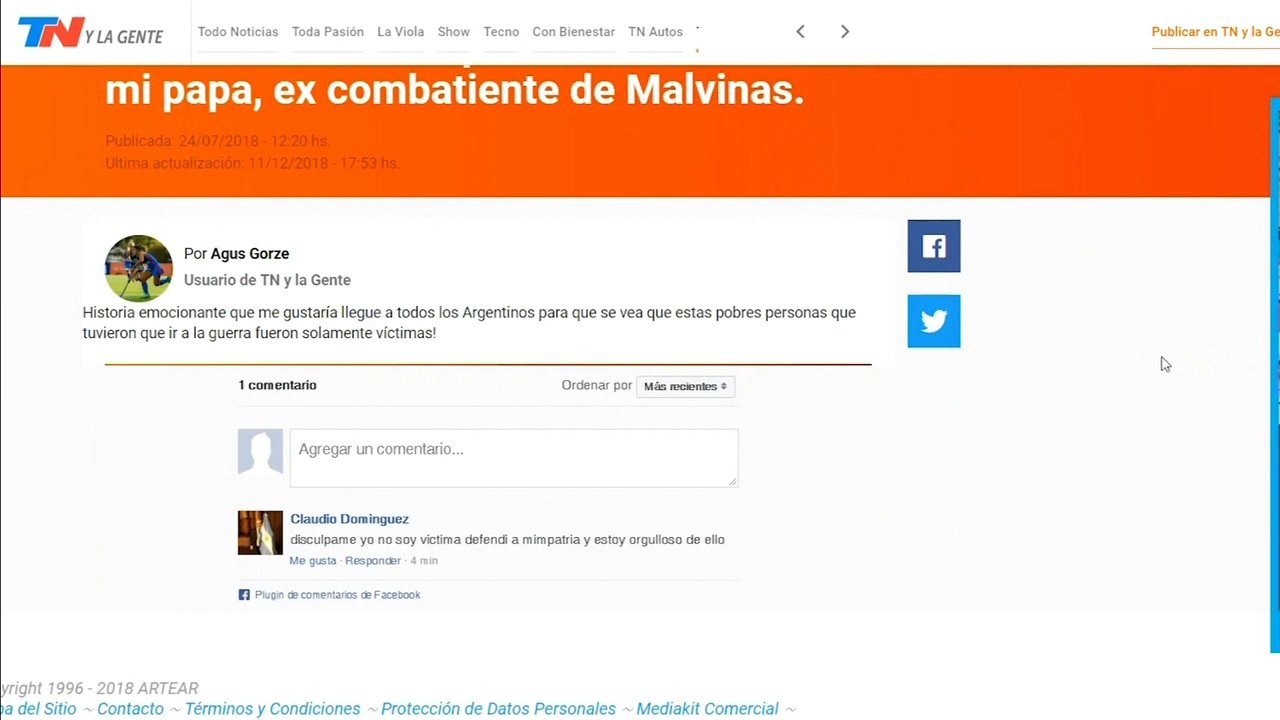 TN Y LA GENTE
Todo Noticias Toda Pasión La Viola Show Tecno Con Bienestar TN Autos
Publicar en TN y la Ge
mi papa, ex combatiente de Malvinas.
Publicada: 24/07/2018 - 12:20 hs.
Ultima actualización: 11/12/2018 - 17:53 hs.
Por Agus Gorze
Usuario de TN y la Gente
Historia emocionante que me gustaría llegue a todos los Argentinos para que se vea que estas pobres personas que
tuvieron que ir a la guerra fueron solamente víctimas!
1 comentario
Ordenar por Más recientes
Agregar un comentario...
Claudio Dominguez
disculpame yo no soy victima defendi a mimpatria y estoy orgulloso de ello
Me gusta · Responder · 4 min
Plugin de comentarios de Facebook
yright 1996 - 2018 ARTEAR
pa del Sitio ~ Contacto ~ Términos y Condiciones ~ Protección de Datos Personales ~ Mediakit Comercial ~